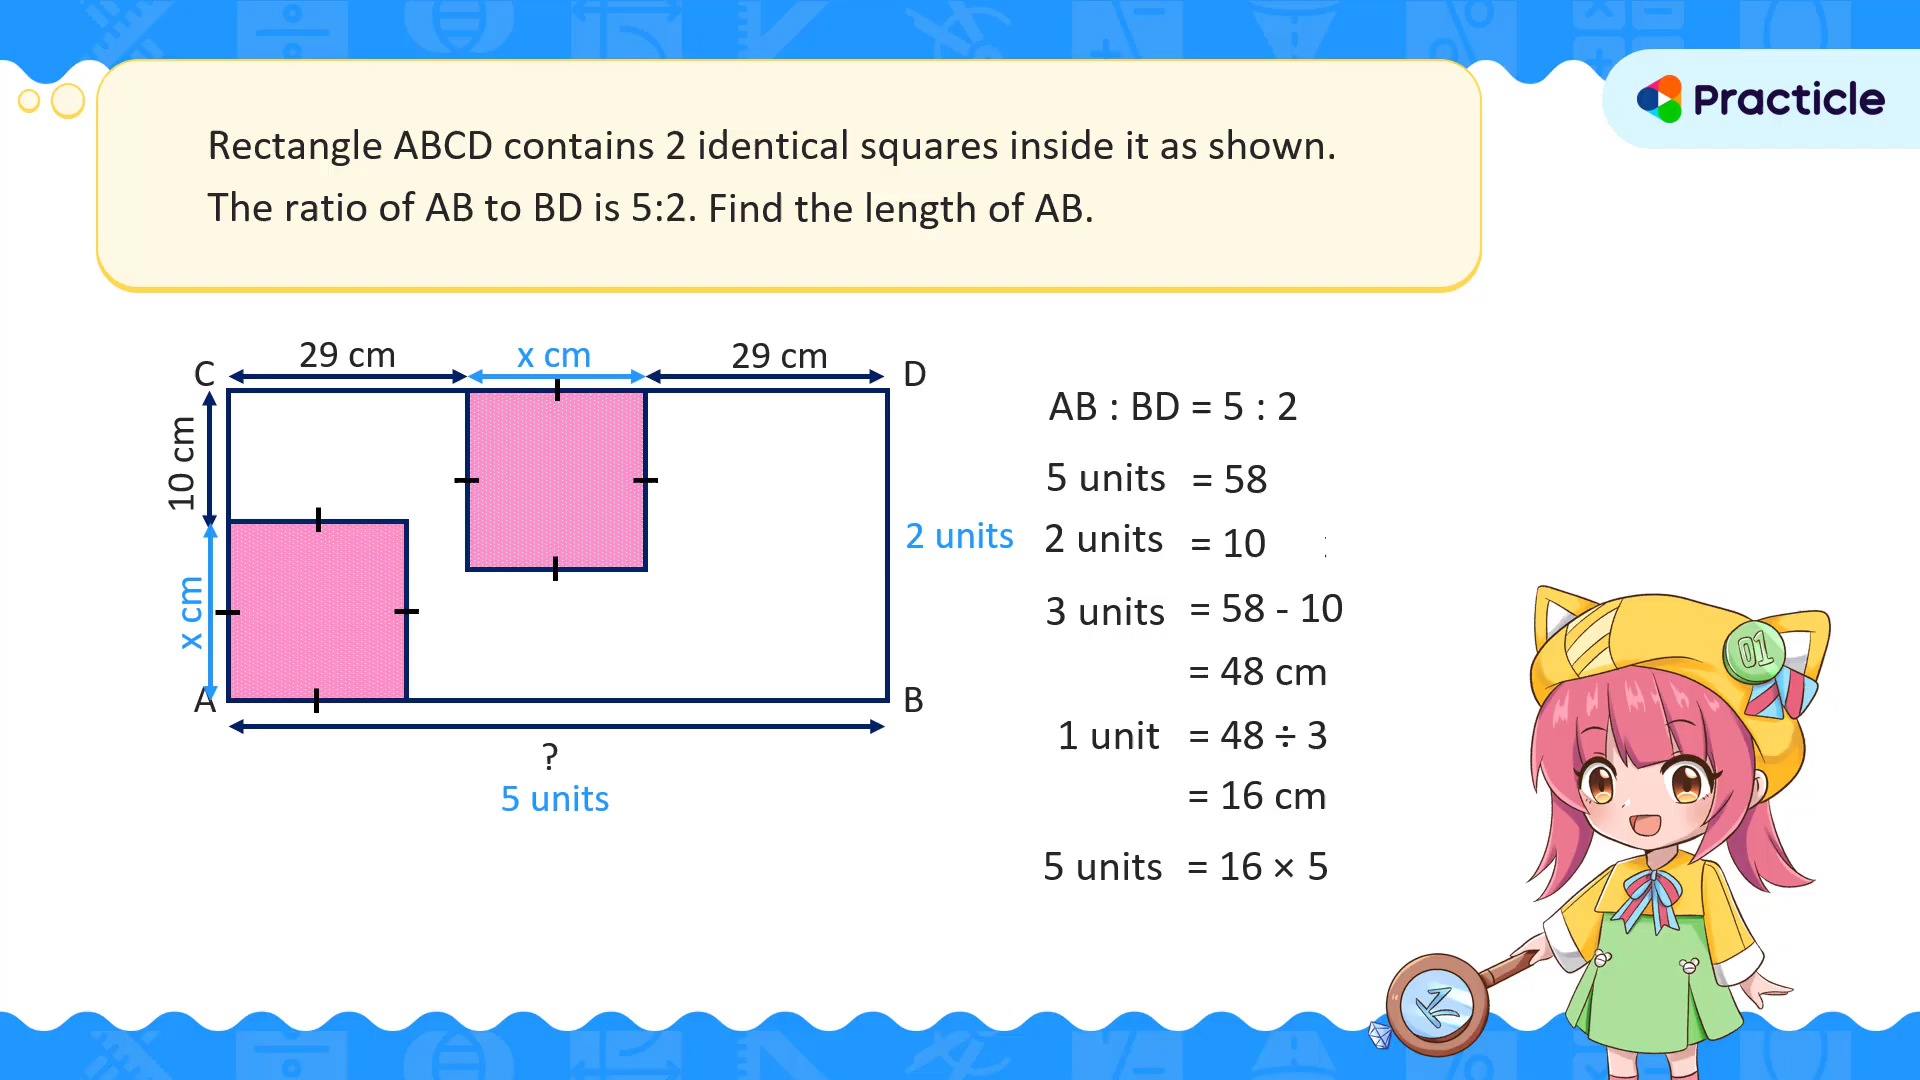 Practicle
Rectangle ABCD contains 2 identical squares inside it as shown.
The ratio of AB to BD is 5:2. Find the length of AB.
29 cm
x cm
29 cm
C
D
10 cm
x cm
A
B
2 units
?
5 units
AB : BD = 5 : 2
5 units = 58
2 units = 10
3 units = 58 - 10
= 48 cm
1 unit = 48 ÷ 3
= 16 cm
5 units = 16 × 5
01